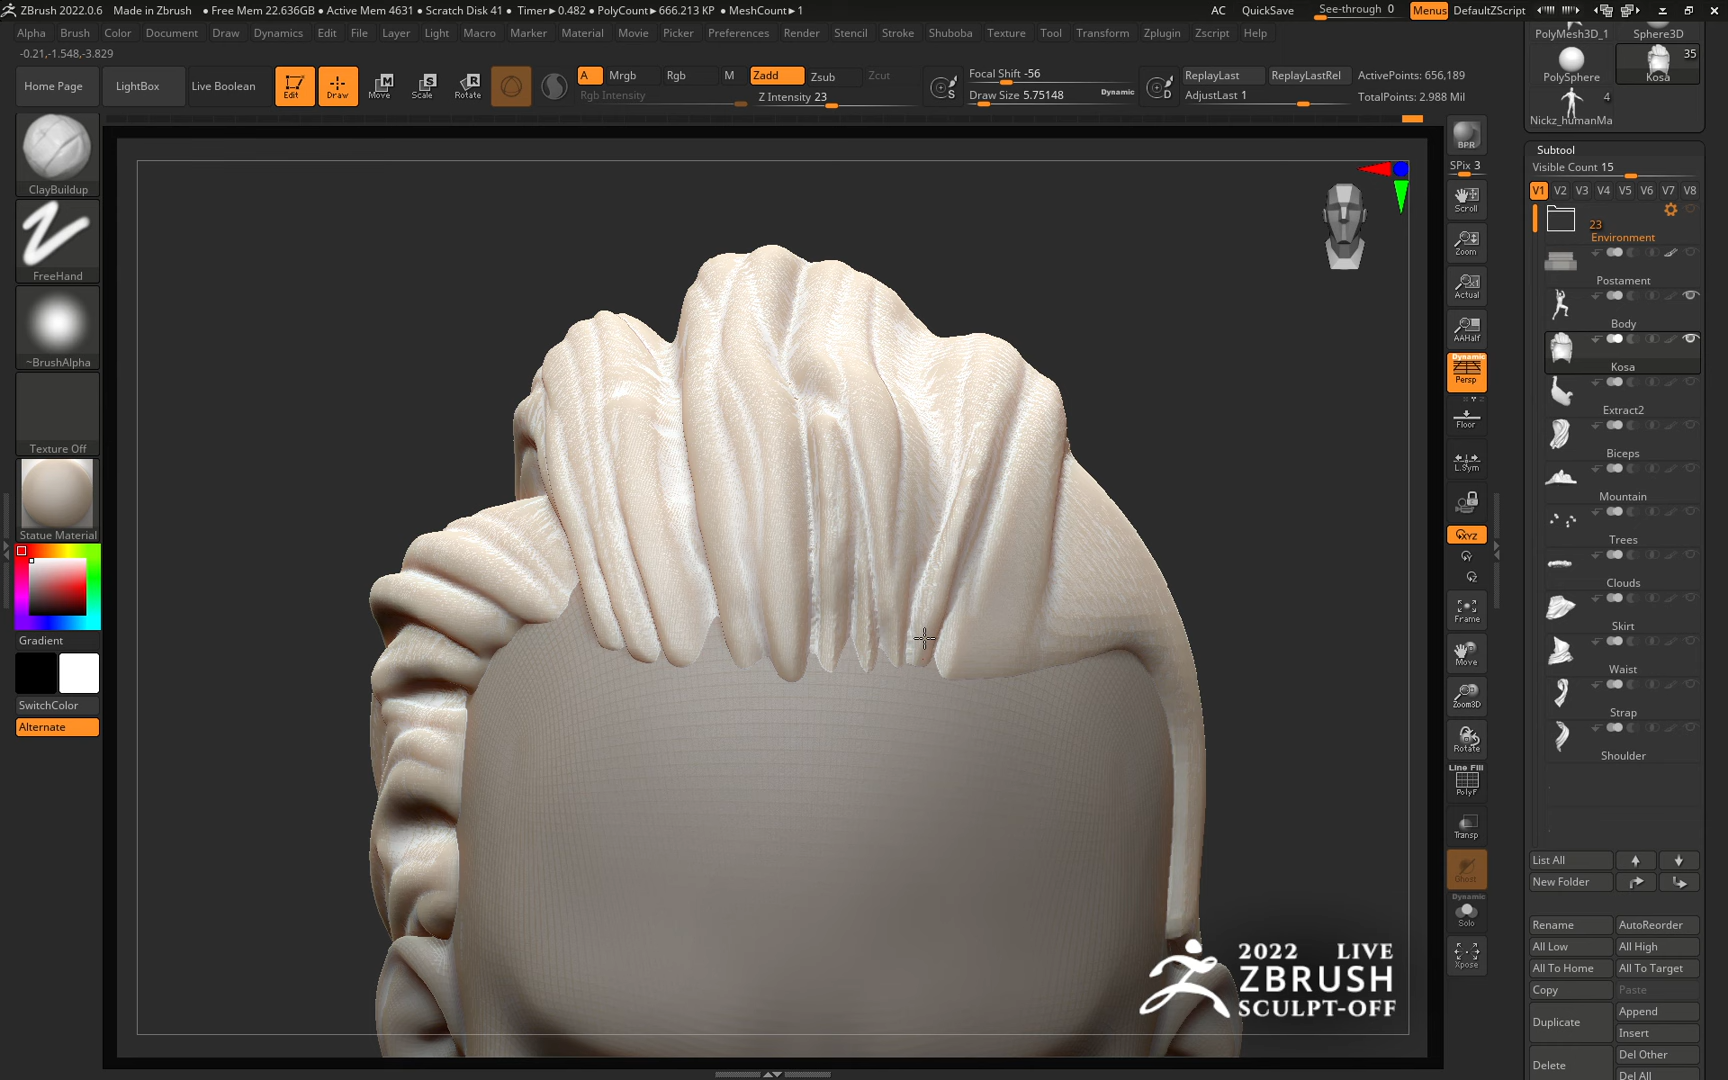 ZBrush 2022.0.6 Made in Zbrush • Free Mem 22.636GB • Active Mem 4631 • Scratch Disk 41 • Timer▸0.482 • PolyCount▸666.213 KP • MeshCount▸1 AC QuickSave See-through 0 Menus DefaultZScript
Alpha Brush Color Document Draw Dynamics Edit File Layer Light Macro Marker Material Movie Picker Preferences Render Stencil Stroke Shuboba Texture Tool Transform Zplugin Zscript Help
-0.21,-1.548,-3.829
Home Page LightBox Live Boolean Edit Draw Move Scale Rotate
A Mrgb Rgb M Zadd Zsub Zcut
Rgb Intensity Z Intensity 23
S Focal Shift -56
Draw Size 5.75148 Dynamic
D ReplayLast ReplayLastRel
AdjustLast 1
ActivePoints: 656,189
TotalPoints: 2.988 Mil
ClayBuildup
FreeHand
~BrushAlpha
Texture Off
Statue Material
Gradient
SwitchColor
Alternate
2022 LIVE
ZBRUSH
SCULPT-OFF
BPR
SPix 3
Scroll
Zoom
Actual
AAHalf
Dynamic
Persp
Floor
L.Sym
XYZ
Y
Z
Frame
Move
Zoom3D
Rotate
Line Fill
PolyF
Transp
Ghost
Dynamic
Solo
Xpose
PolyMesh3D_1 Sphere3D
35
PolySphere Kosa
4
Nickz_humanMa
Subtool
Visible Count 15
V1 V2 V3 V4 V5 V6 V7 V8
23
Environment
Postament
Body
Kosa
Extract2
Biceps
Mountain
Trees
Clouds
Skirt
Waist
Strap
Shoulder
List All
New Folder
Rename AutoReorder
All Low All High
All To Home All To Target
Copy Paste
Duplicate Append
Insert
Delete Del Other
Del All